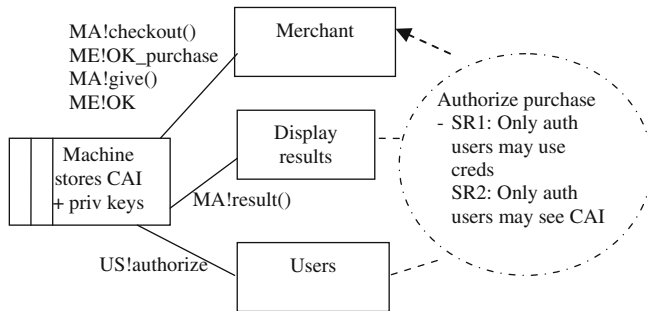 MA!checkout()
ME!OK_purchase
MA!give()
ME!OK
Merchant
Authorize purchase
- SR1: Only auth
users may use
creds
SR2: Only auth
users may see CAI
Display
results
Machine
stores CAI
+ priv keys
MA!result()
US!authorize
Users